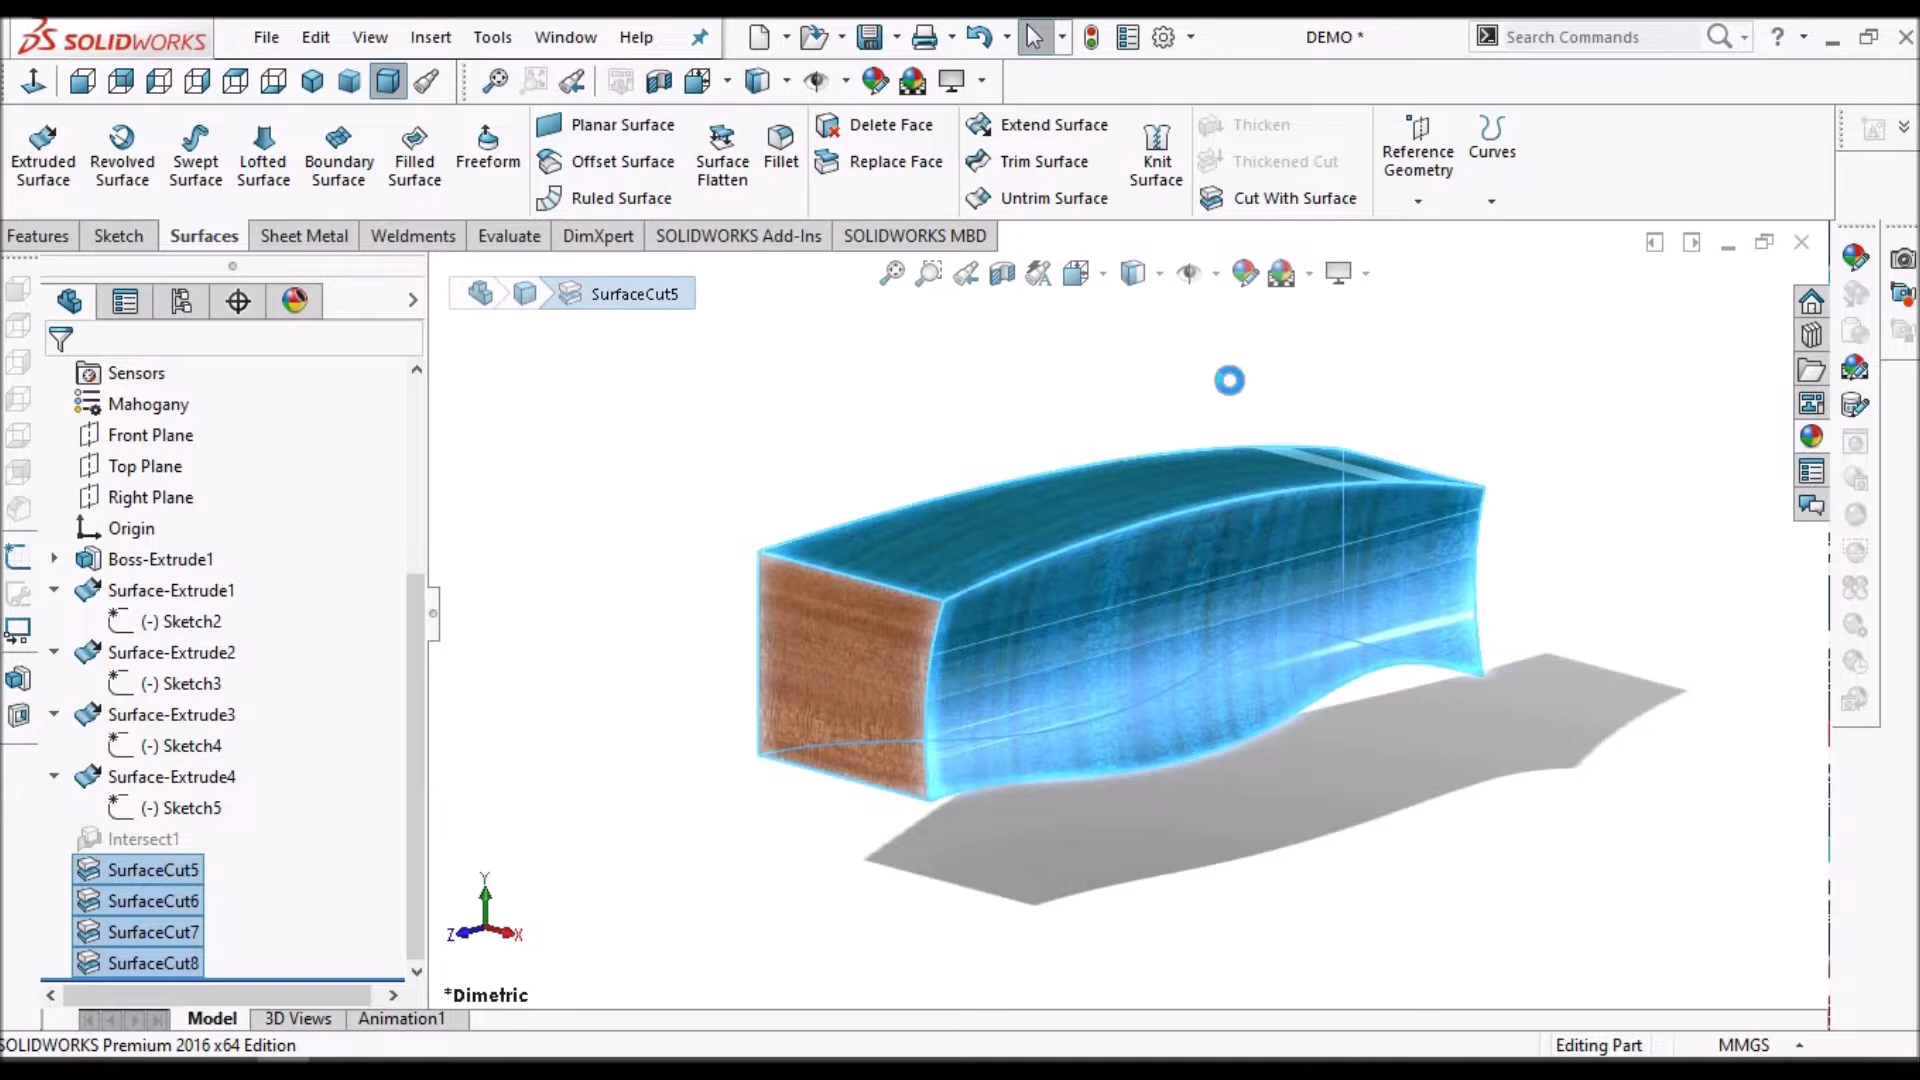 SOLIDWORKS File Edit View Insert Tools Window Help DEMO * Search Commands ?
Extruded Surface
Revolved Surface
Swept Surface
Lofted Surface
Boundary Surface
Filled Surface
Freeform
Planar Surface
Offset Surface
Ruled Surface
Surface Flatten
Fillet
Delete Face
Replace Face
Extend Surface
Trim Surface
Untrim Surface
Knit Surface
Thicken
Thickened Cut
Cut With Surface
Reference Geometry
Curves
Features Sketch Surfaces Sheet Metal Weldments Evaluate DimXpert SOLIDWORKS Add-Ins SOLIDWORKS MBD
SurfaceCut5
Sensors
Mahogany
Front Plane
Top Plane
Right Plane
Origin
Boss-Extrude1
Surface-Extrude1
(-) Sketch2
Surface-Extrude2
(-) Sketch3
Surface-Extrude3
(-) Sketch4
Surface-Extrude4
(-) Sketch5
Intersect1
SurfaceCut5
SurfaceCut6
SurfaceCut7
SurfaceCut8
Y
Z X
*Dimetric
Model 3D Views Animation1
SOLIDWORKS Premium 2016 x64 Edition Editing Part MMGS